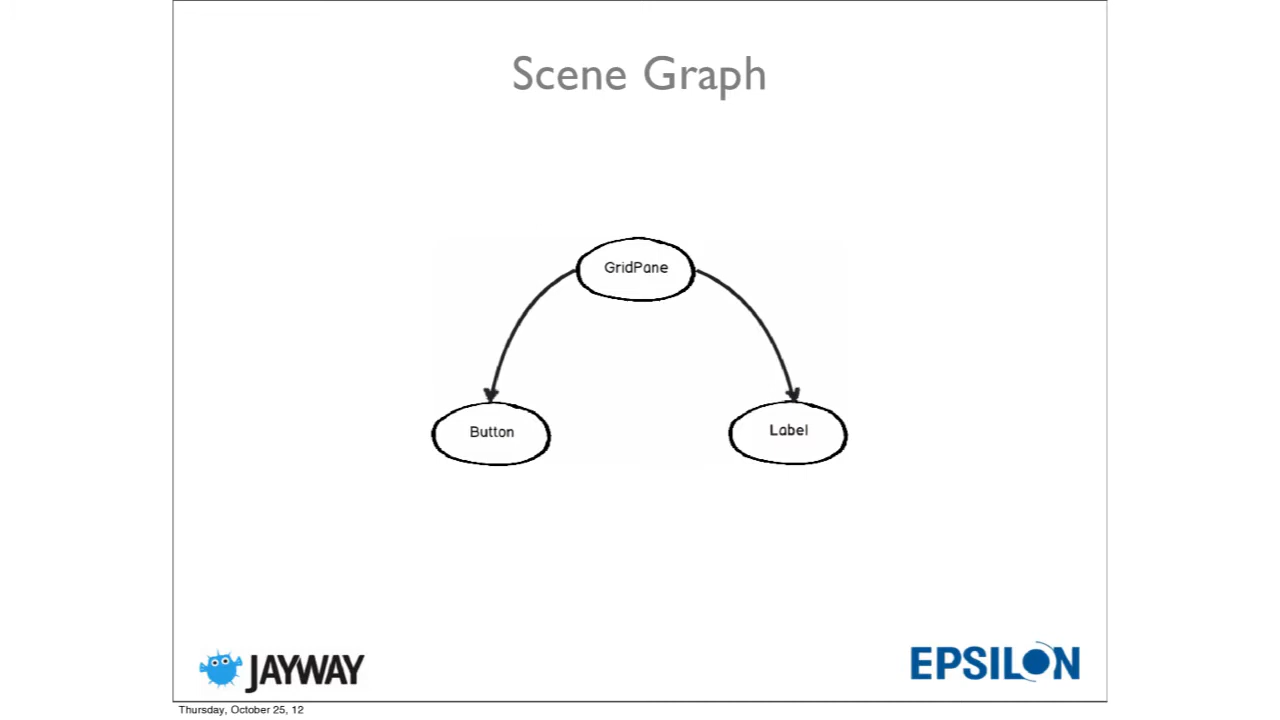 Scene Graph
GridPane
Button
Label
JAYWAY
EPSILON
Thursday, October 25, 12